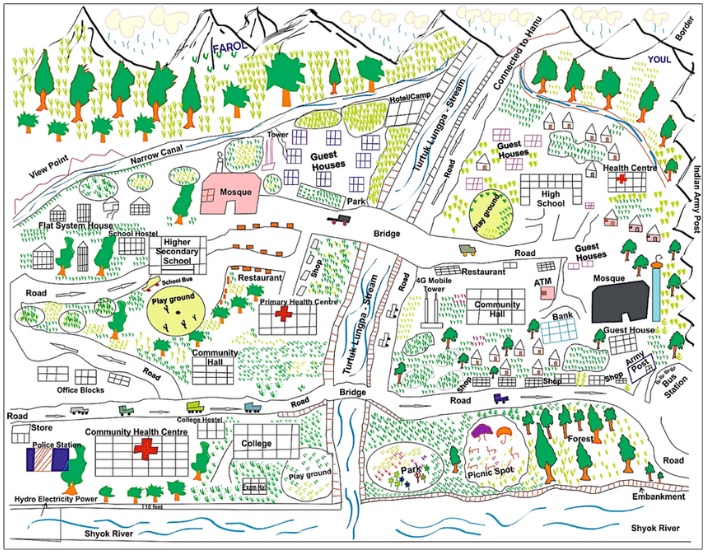 FAROL
Border
YOUL
Connected to Hanu
Hotel/Camp
Turtuk Lungpa - Stream
Tower
View Point
Narrow Canal
Guest
Houses
Guest
Houses
Road
Health Centre
Mosque
Park
High
School
Play ground
Indian Army Post
Flat System House
School Hostel
Bridge
Higher
Secondary
School
Shop
Road
Guest
Houses
Restaurant
School Bus
Restaurant
Road
Road
4G Mobile
Tower
ATM
Mosque
Play ground
Primary Health Centre
Turtuk Lungpa - Stream
Community
Hall
Bank
Guest House
Community
Hall
Army
Post
Office Blocks
Road
Shop
Shop
Shop
Bus
Station
Bridge
Road
Road
Road
College Hostel
Store
Community Health Centre
College
Police Station
Forest
Park
Picnic Spot
Play ground
Road
Exam Hall
Hydro Electricity Power
110 feet
Embankment
Shyok River
Shyok River